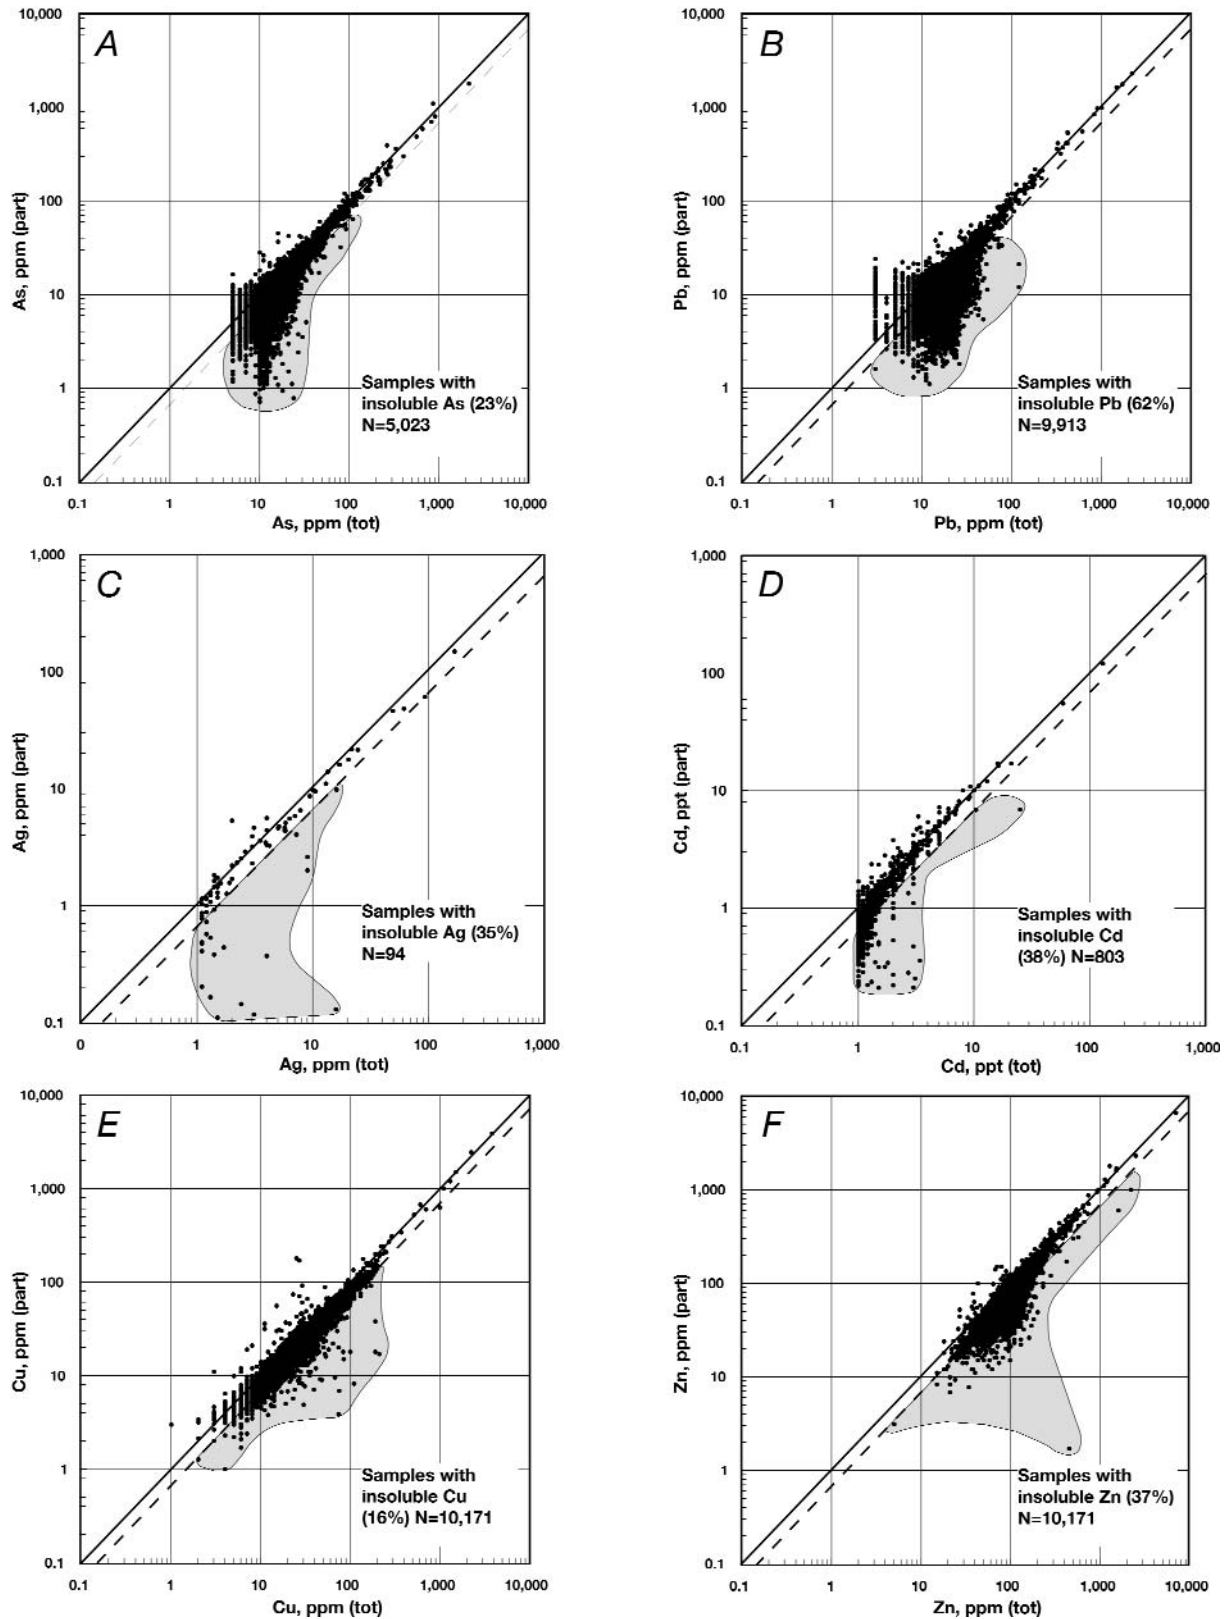 A
10,000
1,000
100
10
1
0.1
As, ppm (part)
Samples with
insoluble As (23%)
N=5,023
0.1 1 10 100 1,000 10,000
As, ppm (tot)
B
10,000
1,000
100
10
1
0.1
Pb, ppm (part)
Samples with
insoluble Pb (62%)
N=9,913
0.1 1 10 100 1,000 10,000
Pb, ppm (tot)
C
1,000
100
10
1
0.1
Ag, ppm (part)
Samples with
insoluble Ag (35%)
N=94
0 1 10 100 1,000
Ag, ppm (tot)
D
1,000
100
10
1
0.1
Cd, ppt (part)
Samples with
insoluble Cd
(38%) N=803
0.1 1 10 100 1,000
Cd, ppt (tot)
E
10,000
1,000
100
10
1
0.1
Cu, ppm (part)
Samples with
insoluble Cu
(16%) N=10,171
0.1 1 10 100 1,000 10,000
Cu, ppm (tot)
F
10,000
1,000
100
10
1
0.1
Zn, ppm (part)
Samples with
insoluble Zn (37%)
N=10,171
0.1 1 10 100 1,000 10,000
Zn, ppm (tot)